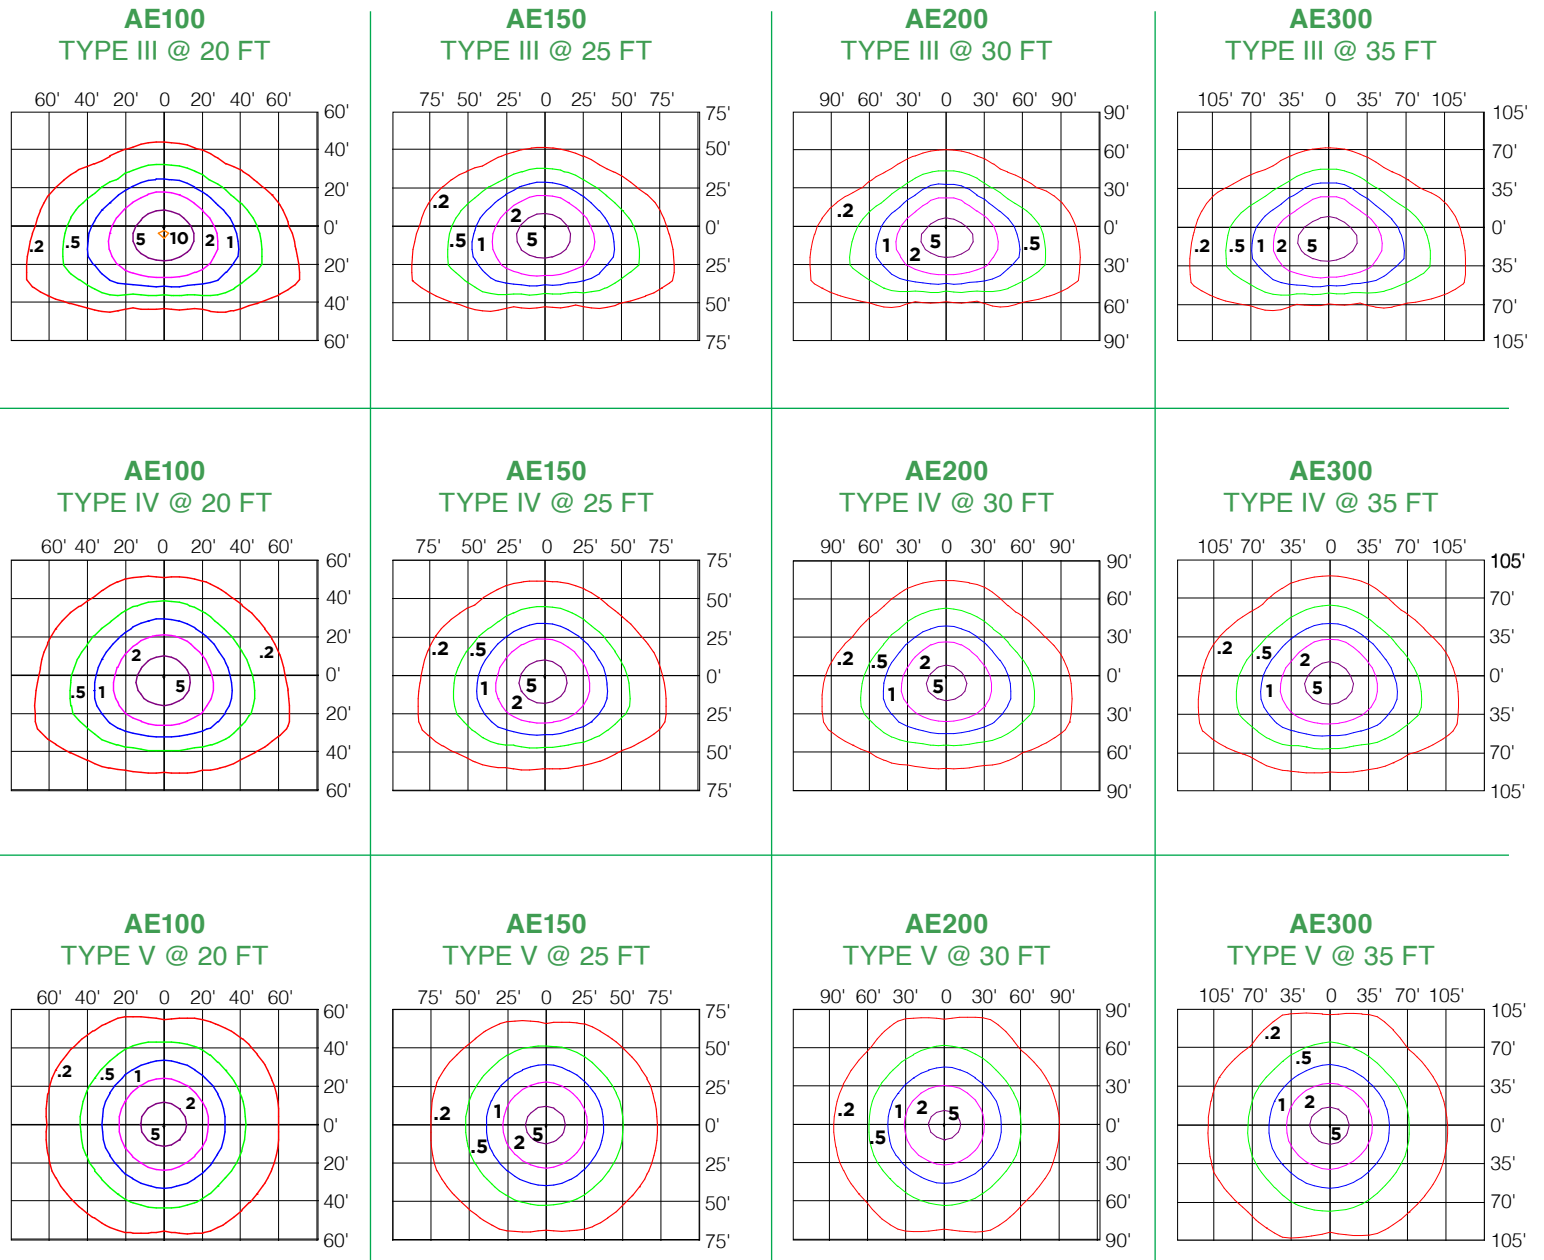 AE100
TYPE III @ 20 FT
60' 40' 20' 0 20' 40' 60'
60'
40'
20'
0'
20'
40'
60'
.2 .5 5 10 2 1
AE150
TYPE III @ 25 FT
75' 50' 25' 0 25' 50' 75'
75'
50'
25'
0'
25'
50'
75'
.2
2
.5 1 5
AE200
TYPE III @ 30 FT
90' 60' 30' 0 30' 60' 90'
90'
60'
30'
0'
30'
60'
90'
.2
1 2 5 .5
AE300
TYPE III @ 35 FT
105' 70' 35' 0 35' 70' 105'
105'
70'
35'
0'
35'
70'
105'
.2 .5 1 2 5
AE100
TYPE IV @ 20 FT
60' 40' 20' 0 20' 40' 60'
60'
40'
20'
0'
20'
40'
60'
2 .2
.5 1 5
AE150
TYPE IV @ 25 FT
75' 50' 25' 0 25' 50' 75'
75'
50'
25'
0'
25'
50'
75'
.2 .5
1 5
2
AE200
TYPE IV @ 30 FT
90' 60' 30' 0 30' 60' 90'
90'
60'
30'
0'
30'
60'
90'
.2 .5 2
1 5
AE300
TYPE IV @ 35 FT
105' 70' 35' 0 35' 70' 105'
105'
70'
35'
0'
35'
70'
105'
.2 .5 2
1 5
AE100
TYPE V @ 20 FT
60' 40' 20' 0 20' 40' 60'
60'
40'
20'
0'
20'
40'
60'
.2 .5 1
2
5
AE150
TYPE V @ 25 FT
75' 50' 25' 0 25' 50' 75'
75'
50'
25'
0'
25'
50'
75'
.2 1
.5 2 5
AE200
TYPE V @ 30 FT
90' 60' 30' 0 30' 60' 90'
90'
60'
30'
0'
30'
60'
90'
.2 1 2 5
.5
AE300
TYPE V @ 35 FT
105' 70' 35' 0 35' 70' 105'
105'
70'
35'
0'
35'
70'
105'
.2
.5
1 2
5